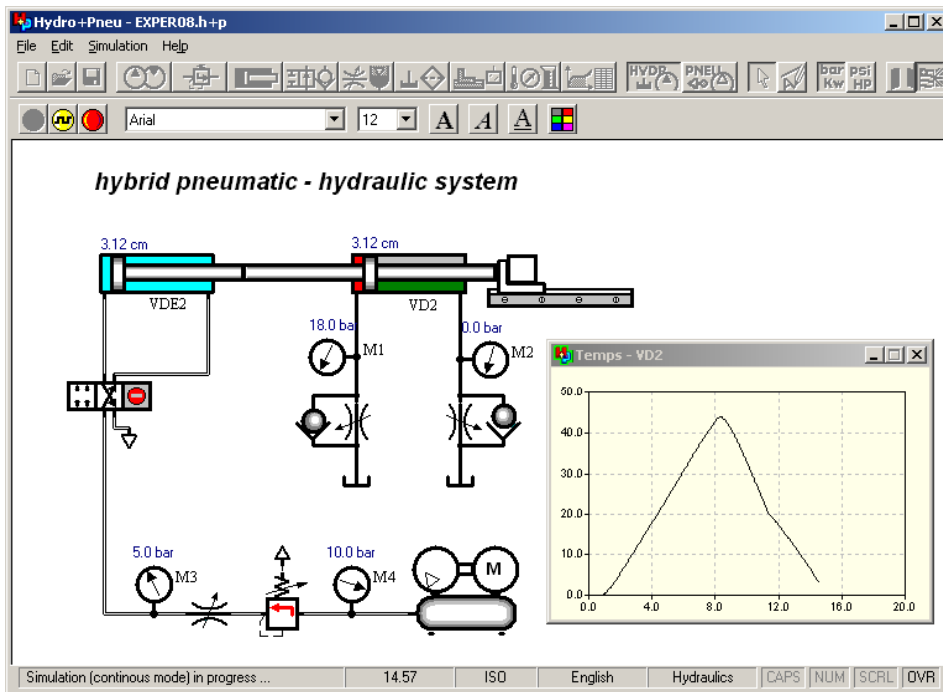 Hydro+Pneu - EXPER08.h+p
File Edit Simulation Help
HYDR PNEU bar psi
Kw HP
Arial 12 A A A
hybrid pneumatic - hydraulic system
3.12 cm 3.12 cm
VDE2 VD2
18.0 ba 0.0 bar
M1 M2
Temps - VD2
50.0
40.0
30.0
20.0
10.0
0.0
0.0 4.0 8.0 12.0 16.0 20.0
5.0 bar 10.0 bar
M3 M4 M
Simulation (continous mode) in progress ... 14.57 ISO English Hydraulics CAPS NUM SCRL OVR